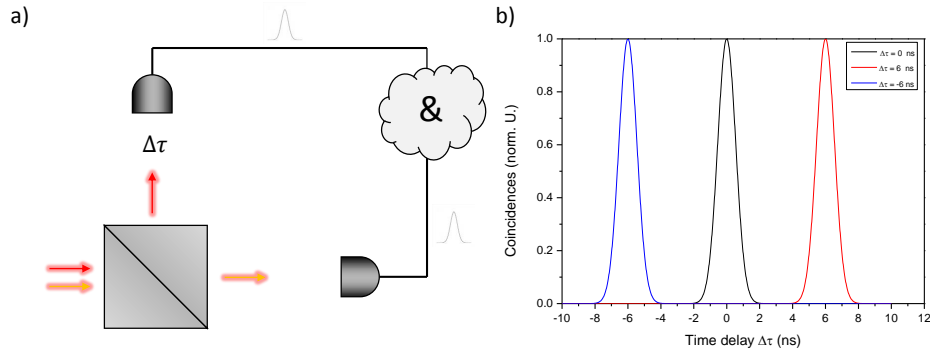 a)
&
Δτ
b)
Coincidences (norm. U.)
1.0
0.8
0.6
0.4
0.2
0.0
Δτ = 0 ns
Δτ = 6 ns
Δτ = -6 ns
-10 -8 -6 -4 -2 0 2 4 6 8 10 12
Time delay Δτ (ns)